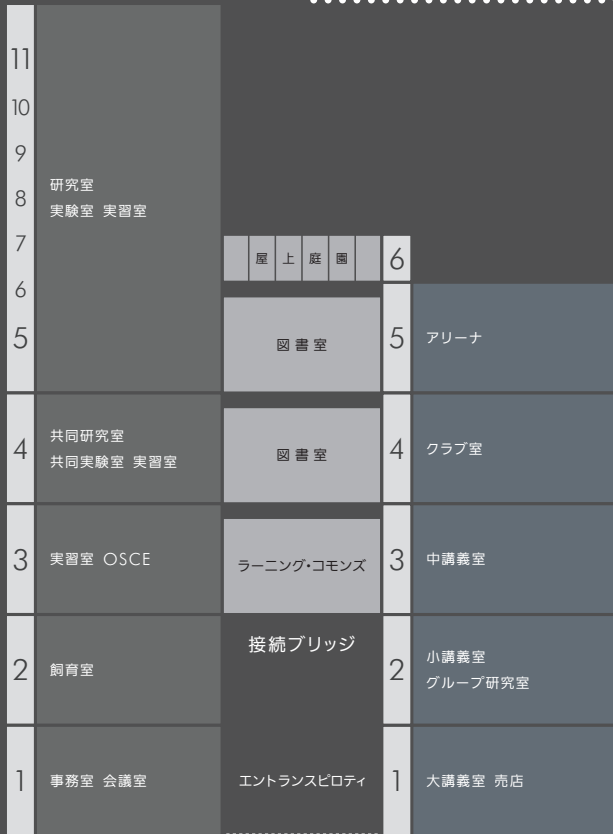 11
10
9
8
7
6
5
研究室
実験室 実習室
4
共同研究室
共同実験室 実習室
3
実習室 OSCE
2
飼育室
1
事務室 会議室
屋上庭園
図書室
図書室
ラーニング・コモンズ
接続ブリッジ
エントランスピロティ
6
5
アリーナ
4
クラブ室
3
中講義室
2
小講義室
グループ研究室
1
大講義室 売店